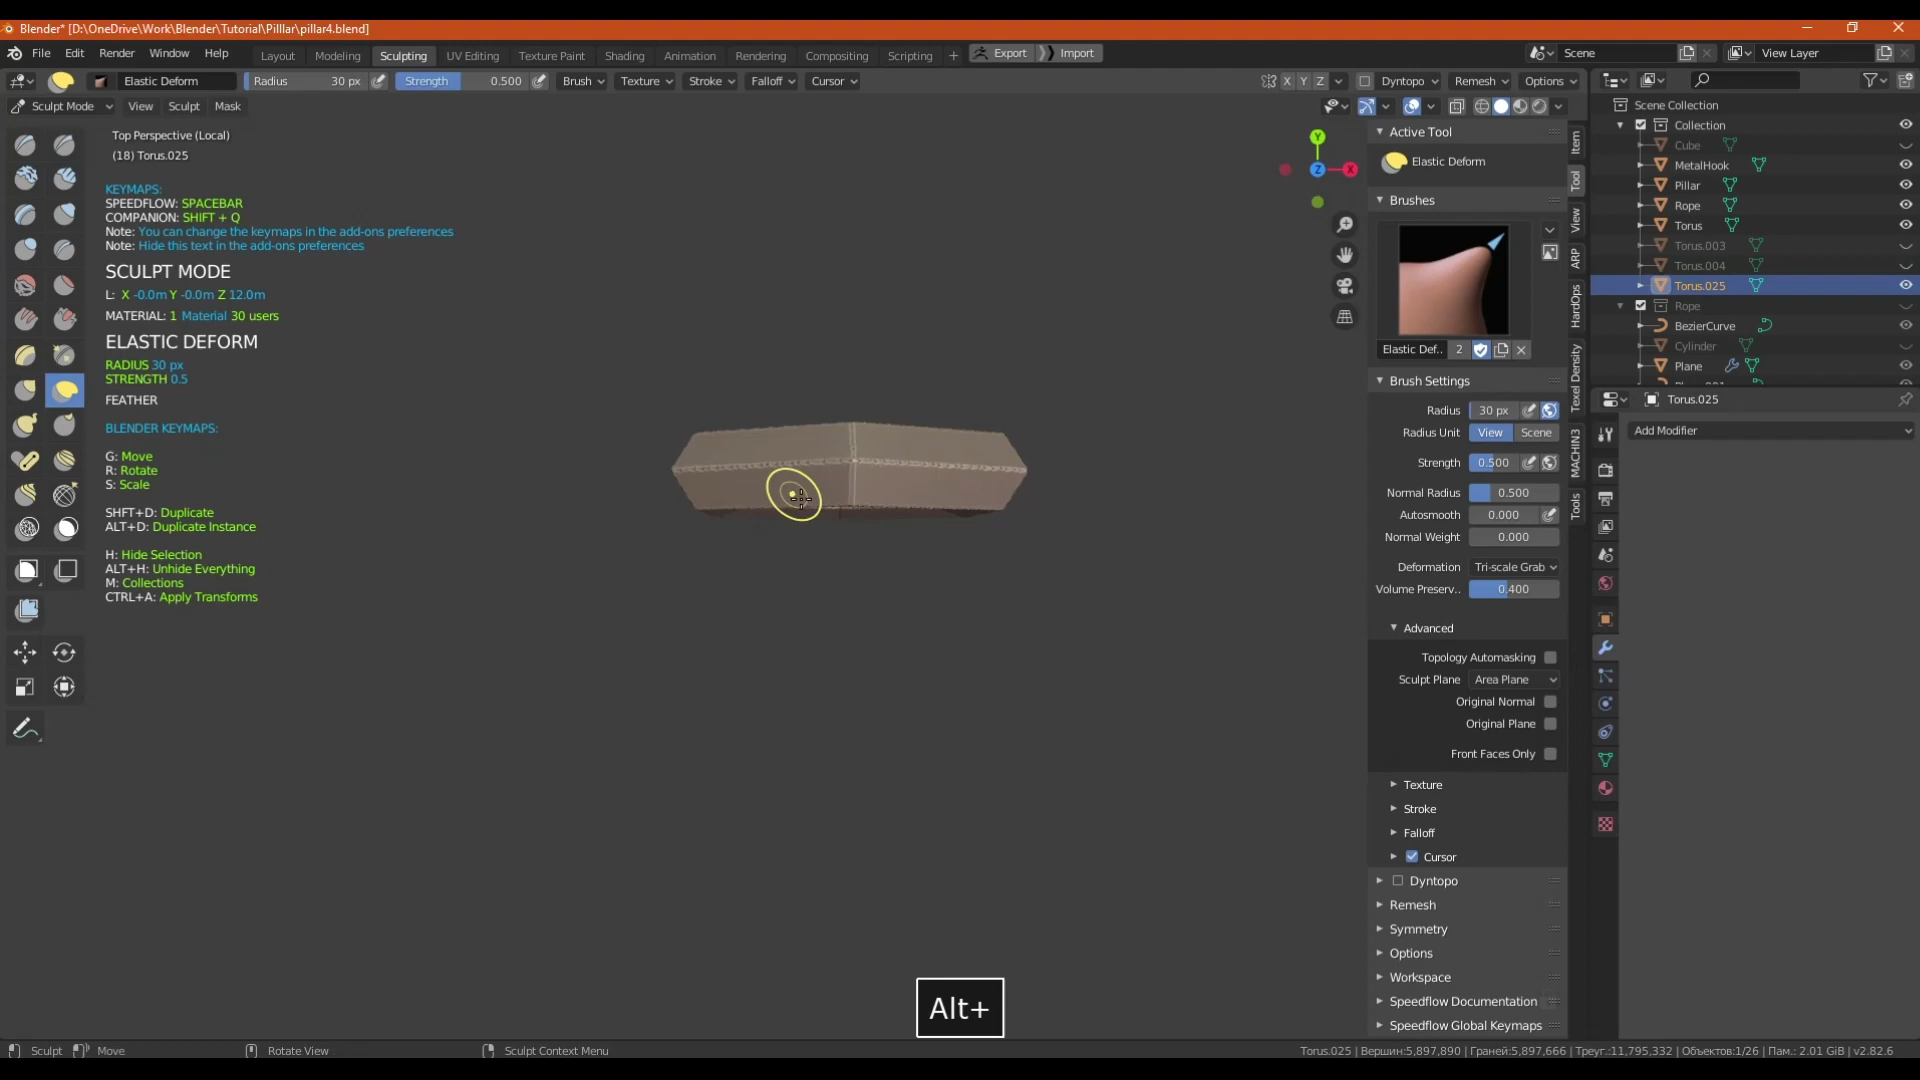 Blender* [D:\OneDrive\Work\Blender\Tutorial\Pilllar\pillar4.blend]
File Edit Render Window Help Layout Modeling Sculpting UV Editing Texture Paint Shading Animation Rendering Compositing Scripting + Export Import Scene View Layer
Elastic Deform Radius 30 px Strength 0.500 Brush Texture Stroke Falloff Cursor X Y Z Dyntopo Remesh Options
Sculpt Mode View Sculpt Mask
Top Perspective (Local)
(18) Torus.025
KEYMAPS:
SPEEDFLOW: SPACEBAR
COMPANION: SHIFT + Q
Note: You can change the keymaps in the add-ons preferences
Note: Hide this text in the add-ons preferences
SCULPT MODE
L: X -0.0m Y -0.0m Z 12.0m
MATERIAL: 1 Material 30 users
ELASTIC DEFORM
RADIUS 30 px
STRENGTH 0.5
FEATHER
BLENDER KEYMAPS:
G: Move
R: Rotate
S: Scale
SHFT+D: Duplicate
ALT+D: Duplicate Instance
H: Hide Selection
ALT+H: Unhide Everything
M: Collections
CTRL+A: Apply Transforms
Y
Z X
Alt+
Active Tool
Elastic Deform
Brushes
Elastic Def.. 2
Brush Settings
Radius 30 px
Radius Unit View Scene
Strength 0.500
Normal Radius 0.500
Autosmooth 0.000
Normal Weight 0.000
Deformation Tri-scale Grab
Volume Preserv.. 0.400
Advanced
Topology Automasking
Sculpt Plane Area Plane
Original Normal
Original Plane
Front Faces Only
Texture
Stroke
Falloff
Cursor
Dyntopo
Remesh
Symmetry
Options
Workspace
Speedflow Documentation
Speedflow Global Keymaps
Item
Tool
View
ARP
HardOps
Texel Density
MACHIN3
Tools
Scene Collection
Collection
Cube
MetalHook
Pillar
Rope
Torus
Torus.003
Torus.004
Torus.025
Rope
BezierCurve
Cylinder
Plane
Torus.025
Add Modifier
Sculpt Move Rotate View Sculpt Context Menu Torus.025 | Вершин:5,897,890 | Граней:5,897,666 | Треуг.:11,795,332 | Объектов:1/26 | Пам.: 2.01 GiB | v2.82.6